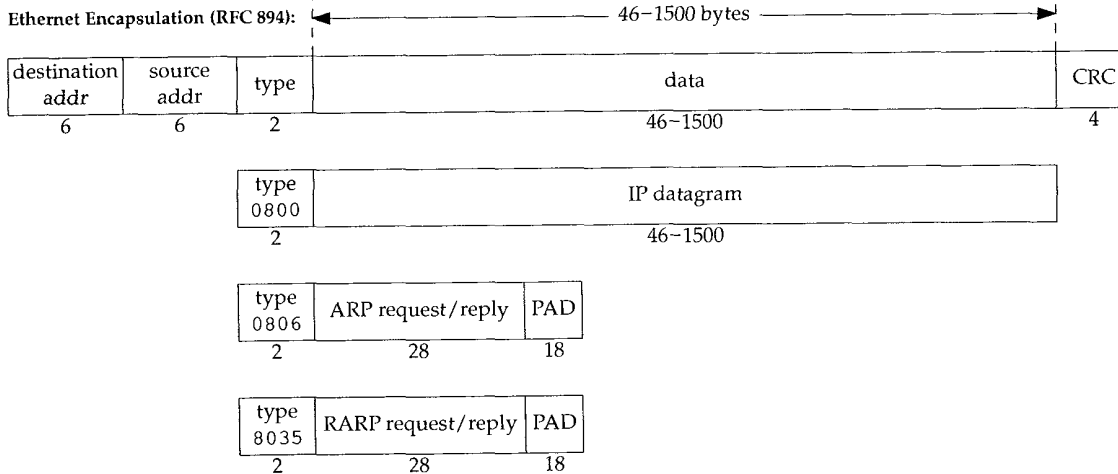 Ethernet Encapsulation (RFC 894):
46–1500 bytes
destination addr
source addr
type
data
CRC
6
6
2
46–1500
4
type 0800
IP datagram
2
46–1500
type 0806
ARP request/reply
PAD
2
28
18
type 8035
RARP request/reply
PAD
2
28
18